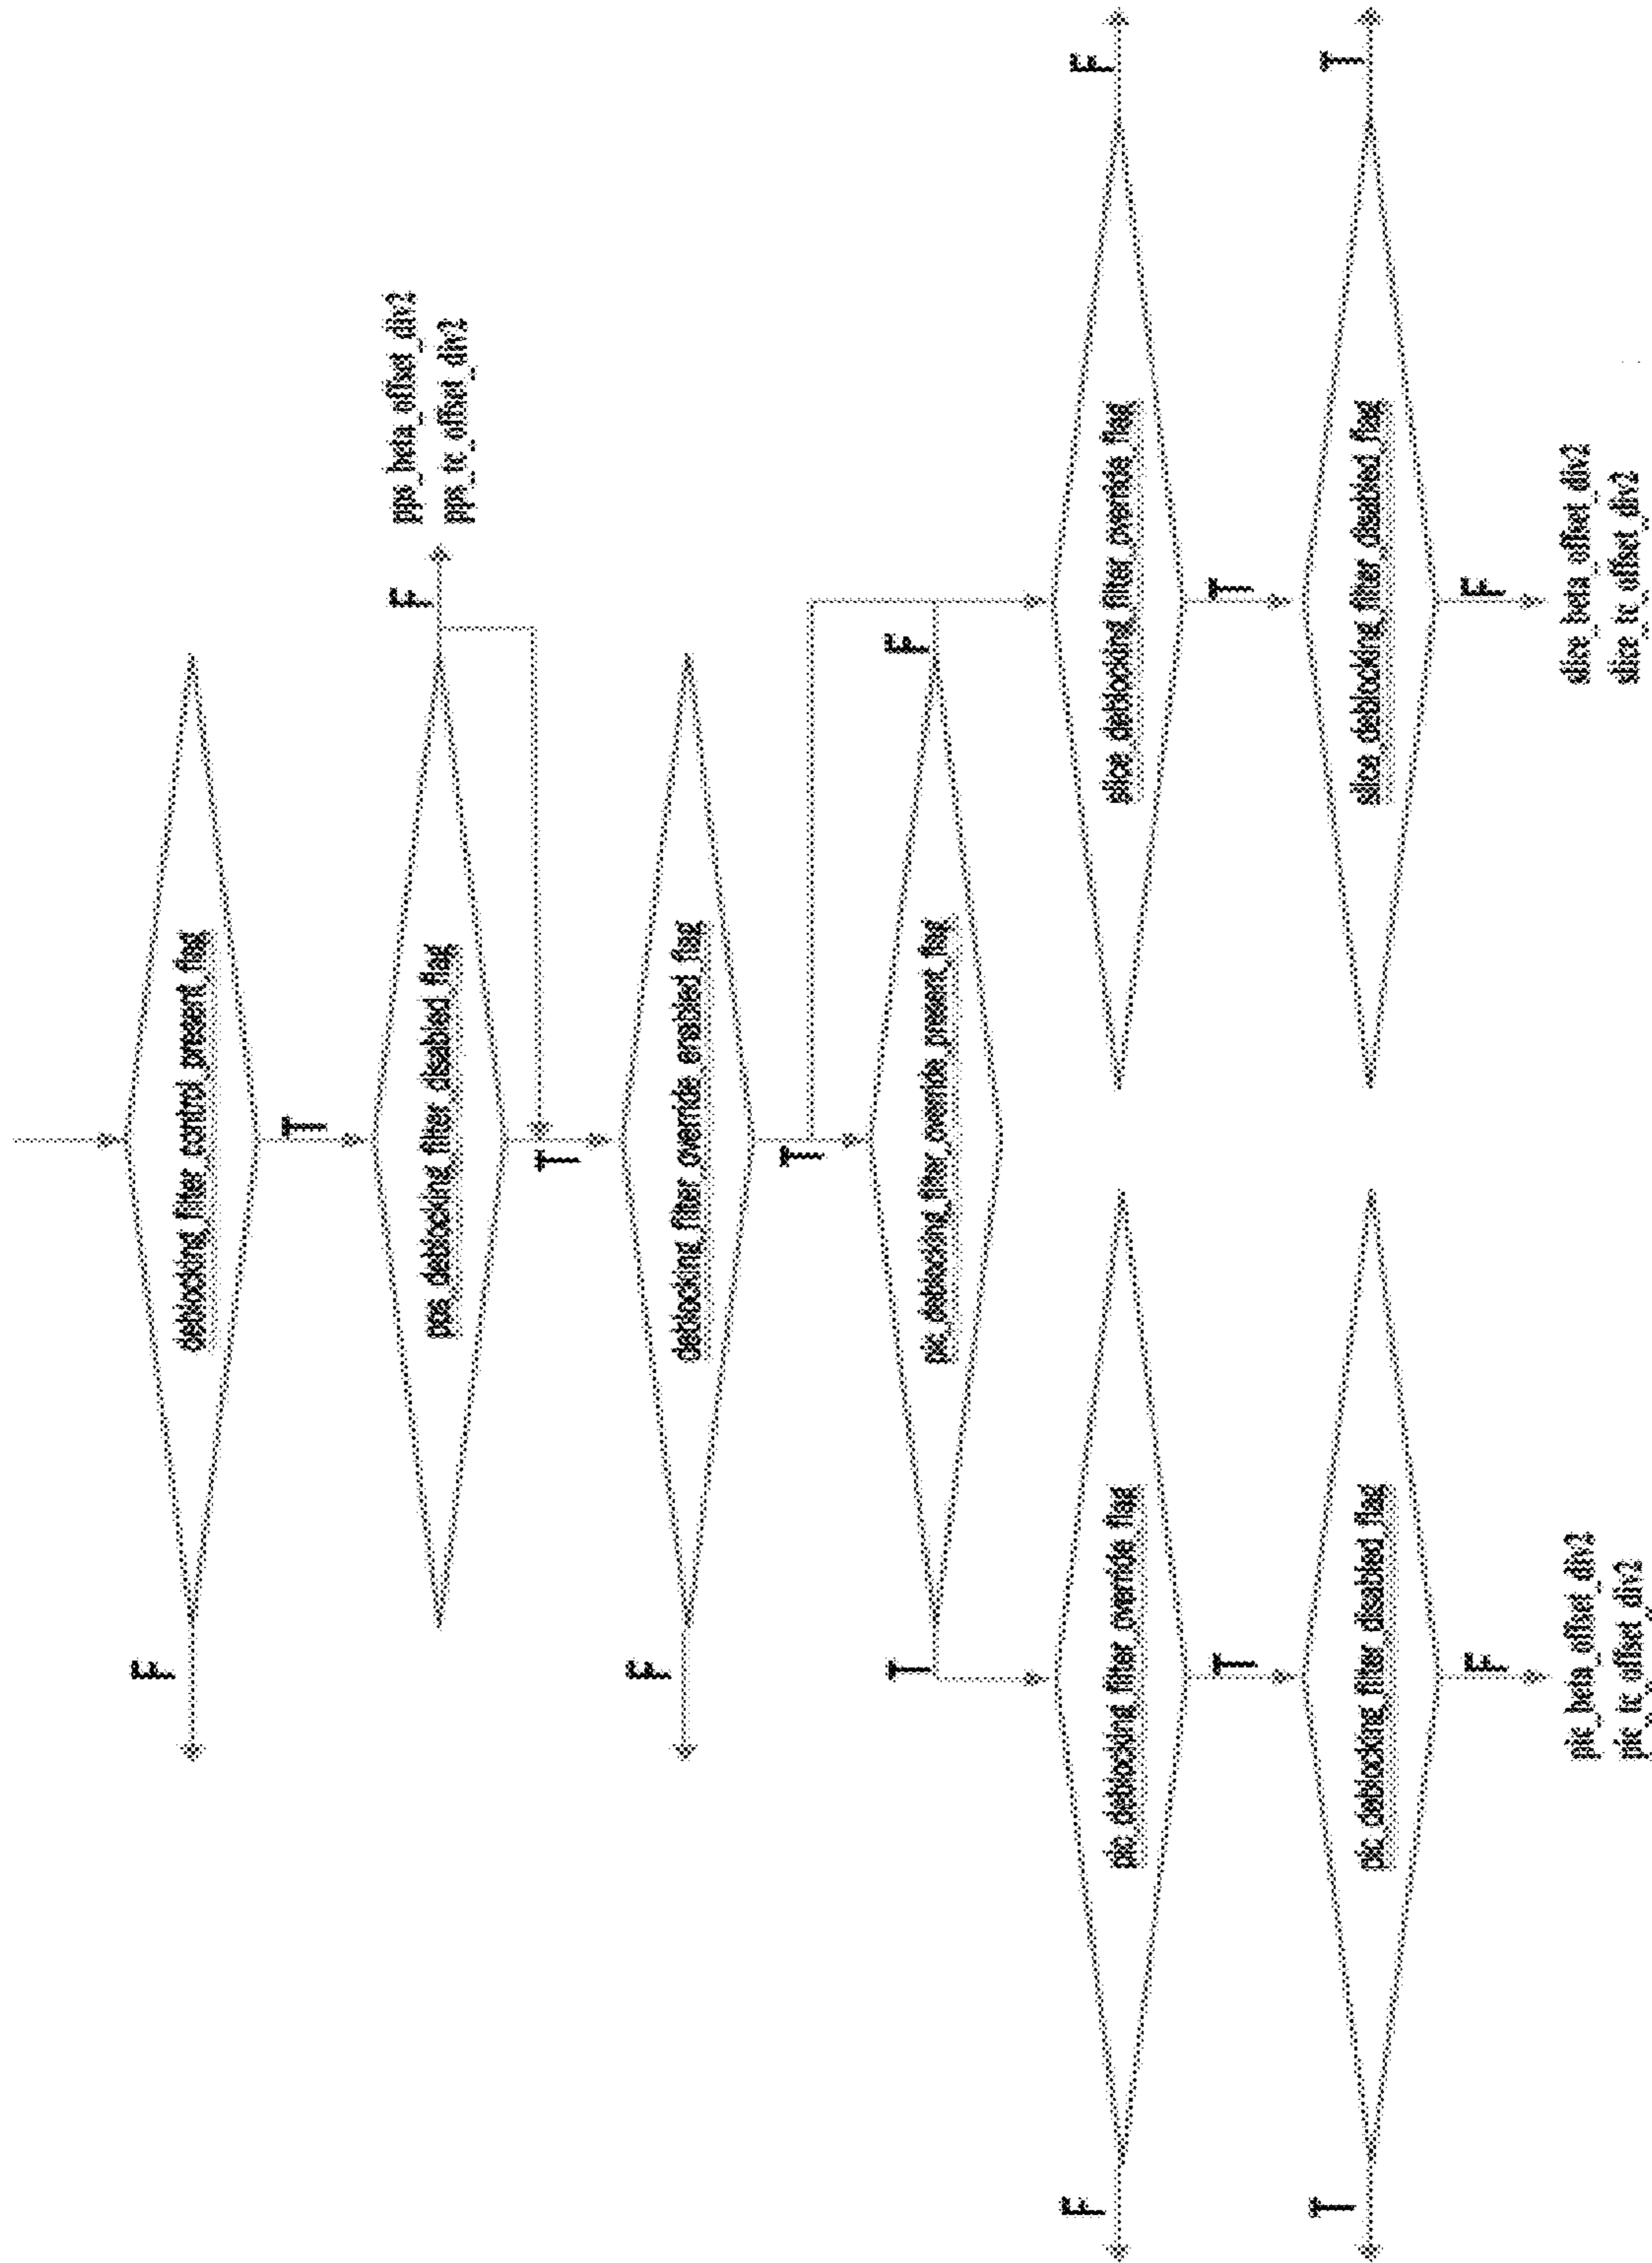 deblocking_filter_control_present_flag
F
T
pps_deblocking_filter_disabled_flag
F
pps_beta_offset_div2
pps_tc_offset_div2
T
deblocking_filter_override_enabled_flag
F
T
pic_deblocking_filter_override_present_flag
T
F
pic_deblocking_filter_override_flag
F
T
pic_deblocking_filter_disabled_flag
T
F
pic_beta_offset_div2
pic_tc_offset_div2
slice_deblocking_filter_override_flag
F
T
slice_deblocking_filter_disabled_flag
T
F
slice_beta_offset_div2
slice_tc_offset_div2